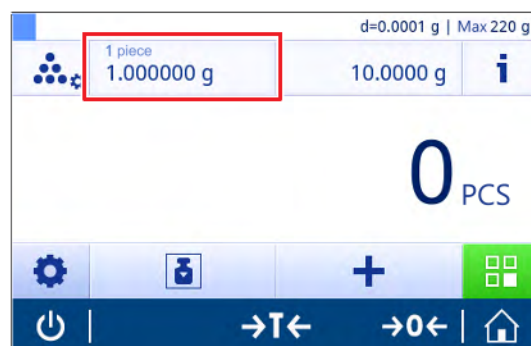 d=0.0001 g | Max 220 g
1 piece
1.000000 g
10.0000 g
i
0 PCS
→T←
→0←